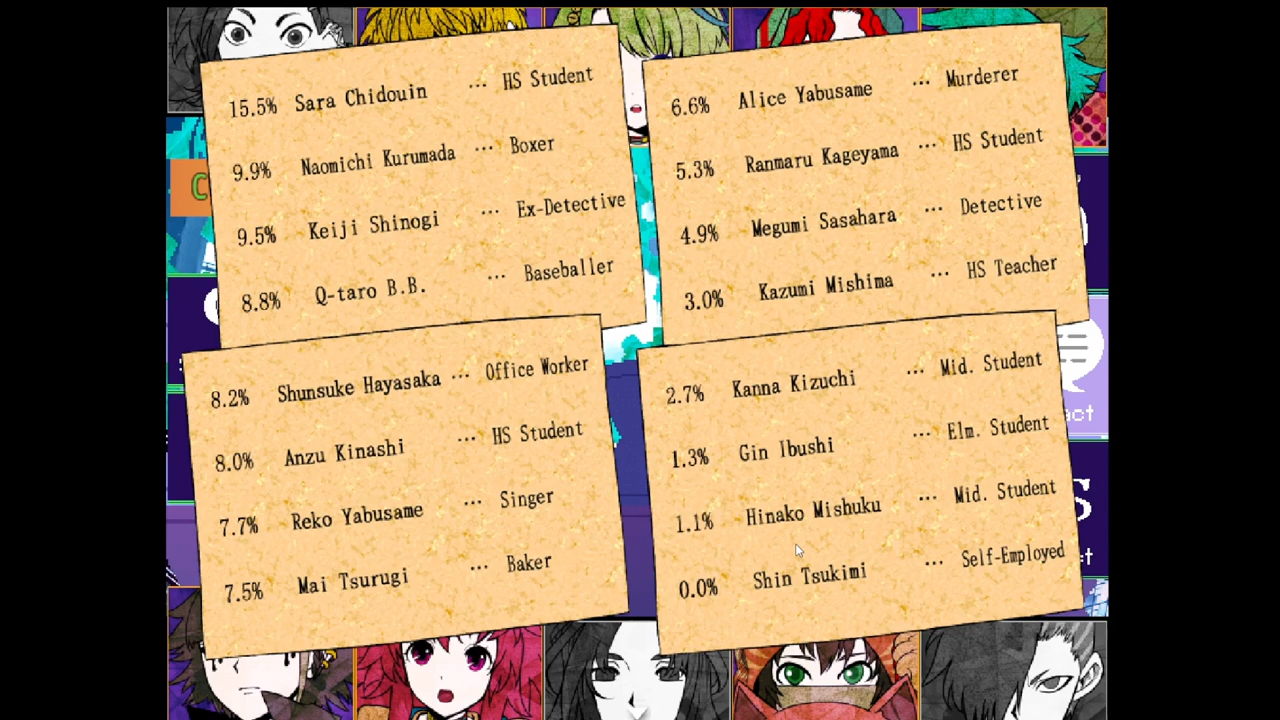 15.5% Sara Chidouin ... HS Student
9.9% Naomichi Kurumada ... Boxer
9.5% Keiji Shinogi ... Ex-Detective
8.8% Q-taro B.B. ... Baseballer
6.6% Alice Yabusame ... Murderer
5.3% Ranmaru Kageyama ... HS Student
4.9% Megumi Sasahara ... Detective
3.0% Kazumi Mishima ... HS Teacher
8.2% Shunsuke Hayasaka ... Office Worker
8.0% Anzu Kinashi ... HS Student
7.7% Reko Yabusame ... Singer
7.5% Mai Tsurugi ... Baker
2.7% Kanna Kizuchi ... Mid. Student
1.3% Gin Ibushi ... Elm. Student
1.1% Hinako Mishuku ... Mid. Student
0.0% Shin Tsukimi ... Self-Employed